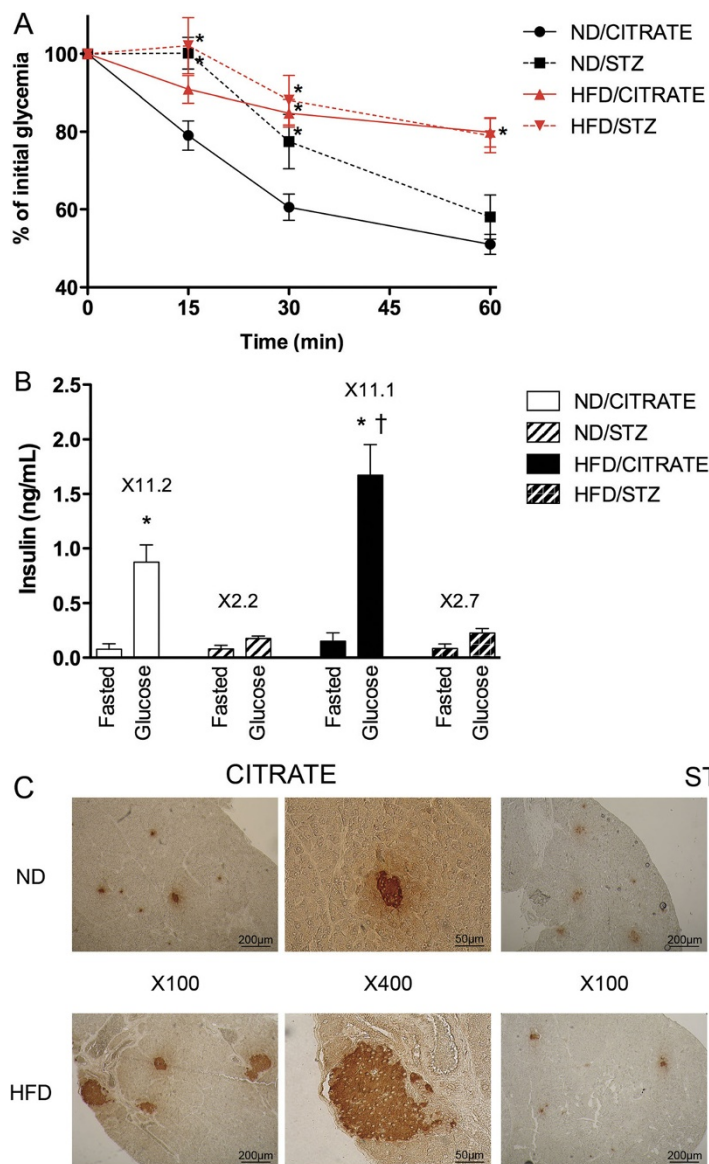 A
% of initial glycemia
100
80
60
40
0
15
30
45
60
Time (min)
*
*
*
*
*
*
ND/CITRATE
ND/STZ
HFD/CITRATE
HFD/STZ
B
Insulin (ng/mL)
2.5
2.0
1.5
1.0
0.5
0.0
X11.2
*
X2.2
X11.1
* †
X2.7
Fasted
Glucose
Fasted
Glucose
Fasted
Glucose
Fasted
Glucose
ND/CITRATE
ND/STZ
HFD/CITRATE
HFD/STZ
C
CITRATE
ST
ND
200µm
50µm
200µm
X100
X400
X100
HFD
200µm
50µm
200µm